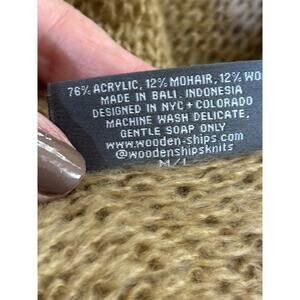 76% ACRYLIC, 12% MOHAIR, 12% WO
MADE IN BALI, INDONESIA
DESIGNED IN NYC + COLORADO
MACHINE WASH DELICATE,
GENTLE SOAP ONLY
WWW.WOODEN-SHIPS.COM
@WOODENSHIPSKNITS
M/L